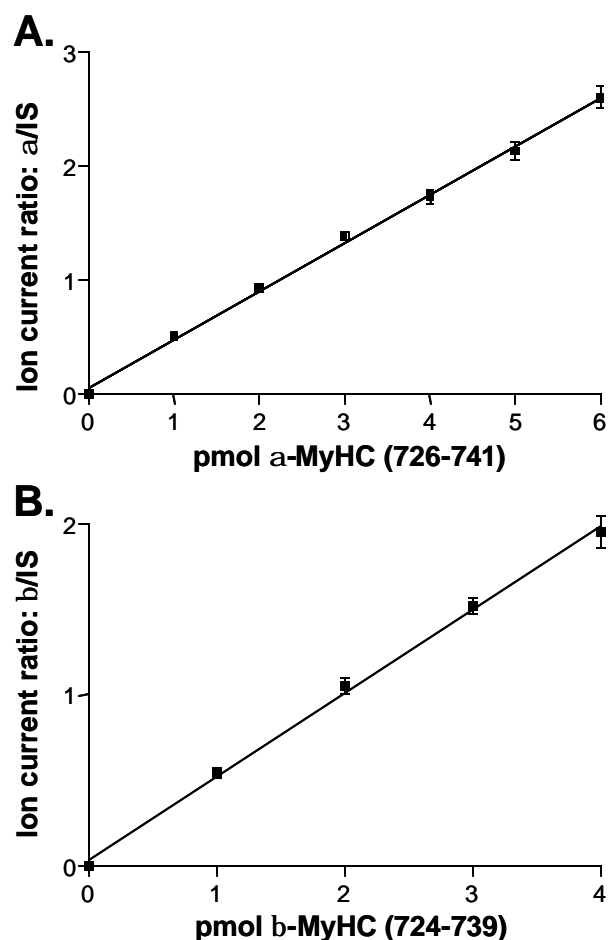 A.
3
2
1
0
Ion current ratio: a/IS
0 1 2 3 4 5 6
pmol a-MyHC (726-741)
B.
2
1
0
Ion current ratio: b/IS
0 1 2 3 4
pmol b-MyHC (724-739)